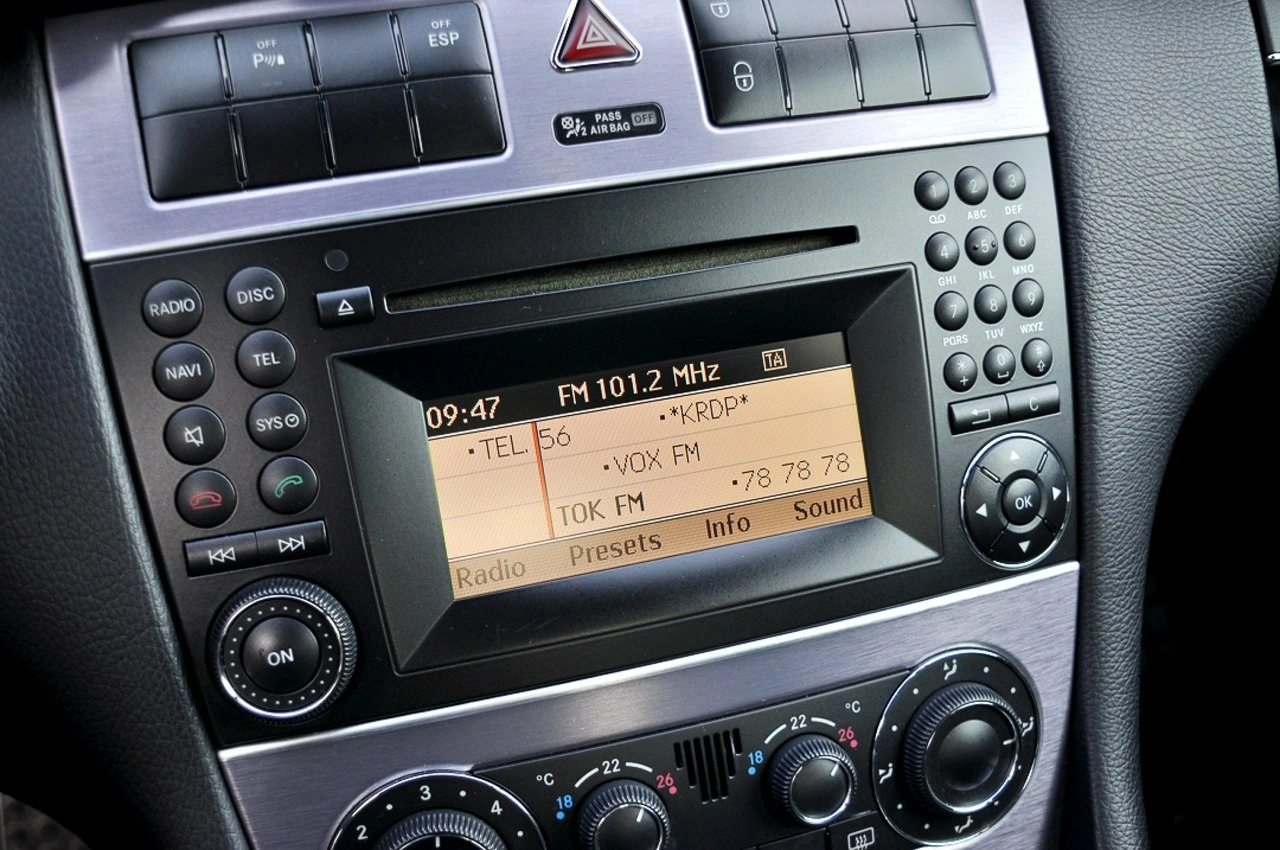 OFF
P
OFF
ESP
PASS
2 AIR BAG OFF
RADIO
DISC
NAVI
TEL
SYS
ON
09:47 FM 101.2 MHz TA
TEL. 56 *KRDP*
VOX FM
TOK FM 78 78 78
Radio Presets Info Sound
1 2 3
ABC DEF
4 5 6
GHI JKL MNO
7 8 9
PQRS TUV WXYZ
* 0 #
+
C
OK
2 3 4
°C
18 22 26
°C
18 22 26